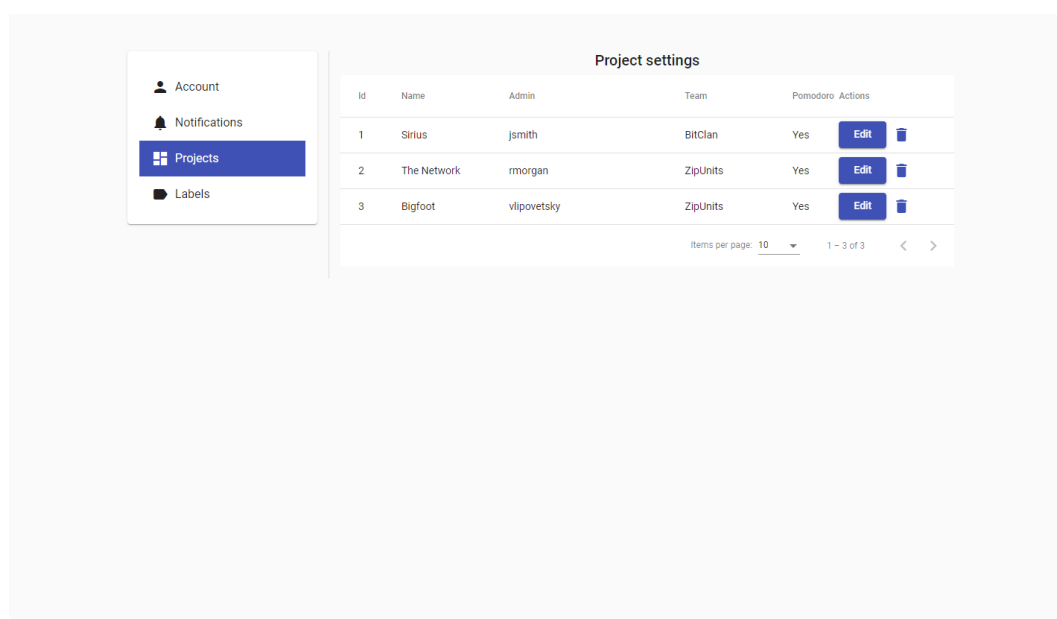 Project settings
Account
Notifications
Projects
Labels
Id Name Admin Team Pomodoro Actions
1 Sirius jsmith BitClan Yes Edit
2 The Network rmorgan ZipUnits Yes Edit
3 Bigfoot vlipovetsky ZipUnits Yes Edit
Items per page: 10 1 – 3 of 3